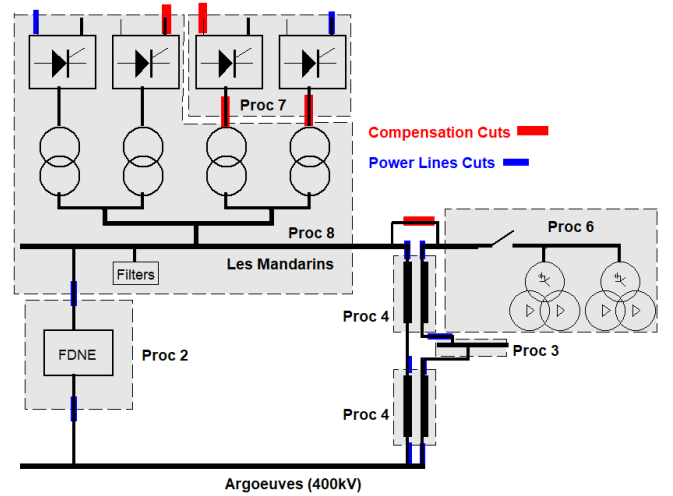 Proc 7
Compensation Cuts
Power Lines Cuts
Proc 8
Proc 6
Les Mandarins
Filters
Proc 4
Proc 3
FDNE
Proc 2
Proc 4
Argoeuves (400kV)